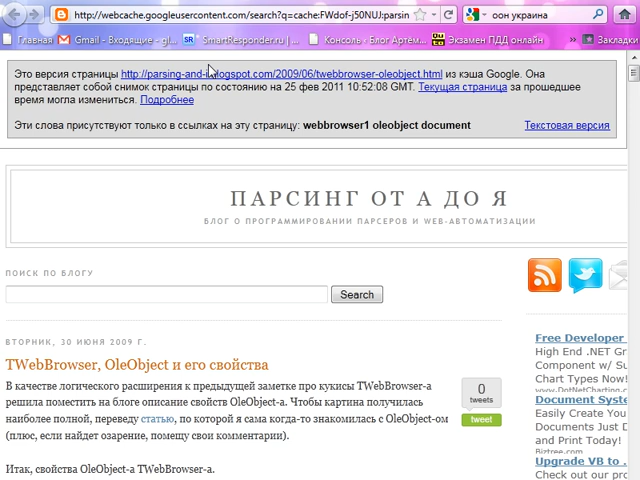 http://webcache.googleusercontent.com/search?q=cache:FWdof-j50NUJ:parsin
оон украина
Главная
Gmail - Входящие - gl...
SmartResponder.ru | ...
Консоль ‹ Блог Артём...
Экзамен ПДД онлайн
»
Закладки
Это версия страницы http://parsing-and-i blogspot.com/2009/06/twebbrowser-oleobject.html из кэша Google. Она
представляет собой снимок страницы по состоянию на 25 фев 2011 10:52:08 GMT. Текущая страница за прошедшее
время могла измениться. Подробнее
Эти слова присутствуют только в ссылках на эту страницу: webbrowser1 oleobject document
Текстовая версия
ПАРСИНГ ОТ А ДО Я
БЛОГ О ПРОГРАММИРОВАНИИ ПАРСЕРОВ И WEB-АВТОМАТИЗАЦИИ
ПОИСК ПО БЛОГУ
Search
ВТОРНИК, 30 ИЮНЯ 2009 Г.
TWebBrowser, OleObject и его свойства
В качестве логического расширения к предыдущей заметке про кукисы TWebBrowser-а
решила поместить на блоге описание свойств OleObject-а. Чтобы картина получилась
наиболее полной, переведу статью, по которой я сама когда-то знакомилась с OleObject-ом
(плюс, если найдет озарение, помещу свои комментарии).
Итак, свойства OleObject-а TWebBrowser-а.
0
tweets
tweet
Free Developer
High End .NET Gr
Component w/ Su
Chart Types Now!
www.DotNetCharting.
Document Syste
Easily Create You
Documents Just D
and Print Today!
Biztree.com
Upgrade VB to .
Check out our pro